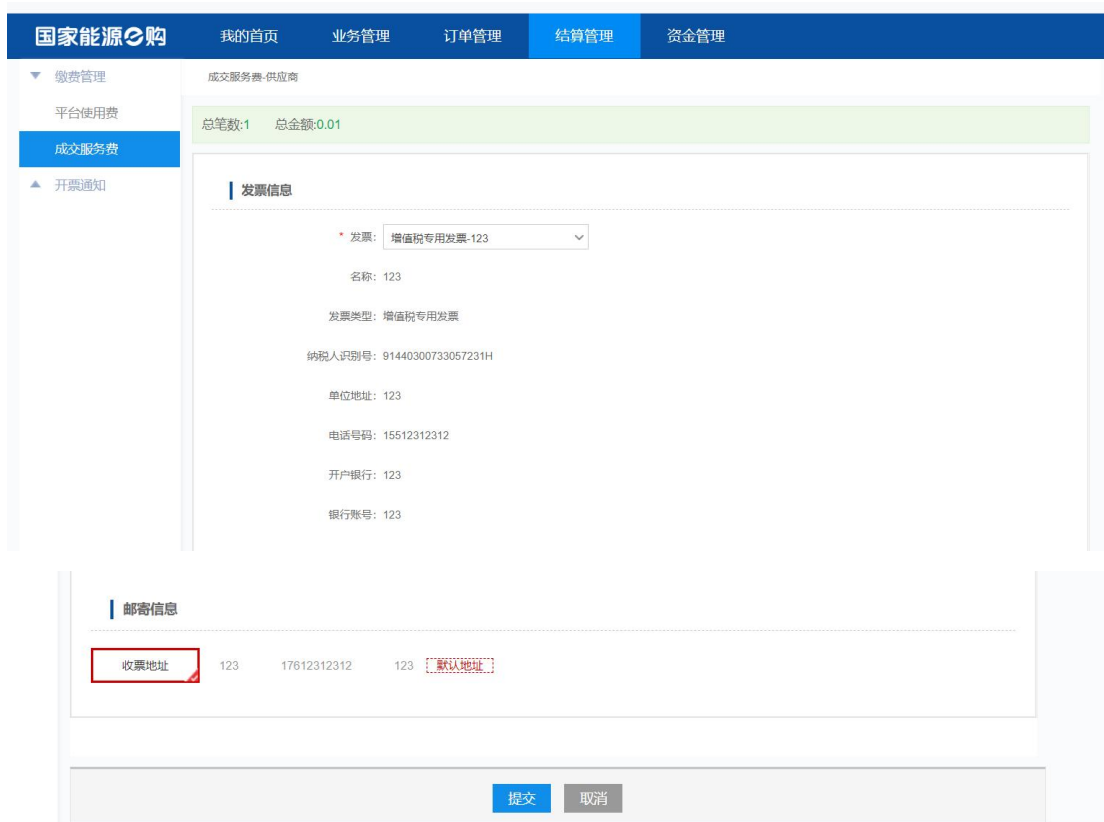 国家能源e购 我的首页 业务管理 订单管理 结算管理 资金管理
缴费管理
平台使用费
成交服务费
开票通知
成交服务费-供应商
总笔数:1 总金额:0.01
发票信息
* 发票: 增值税专用发票-123
名称: 123
发票类型: 增值税专用发票
纳税人识别号: 91440300733057231H
单位地址: 123
电话号码: 15512312312
开户银行: 123
银行账号: 123
邮寄信息
收票地址 123 17612312312 123 默认地址
提交 取消